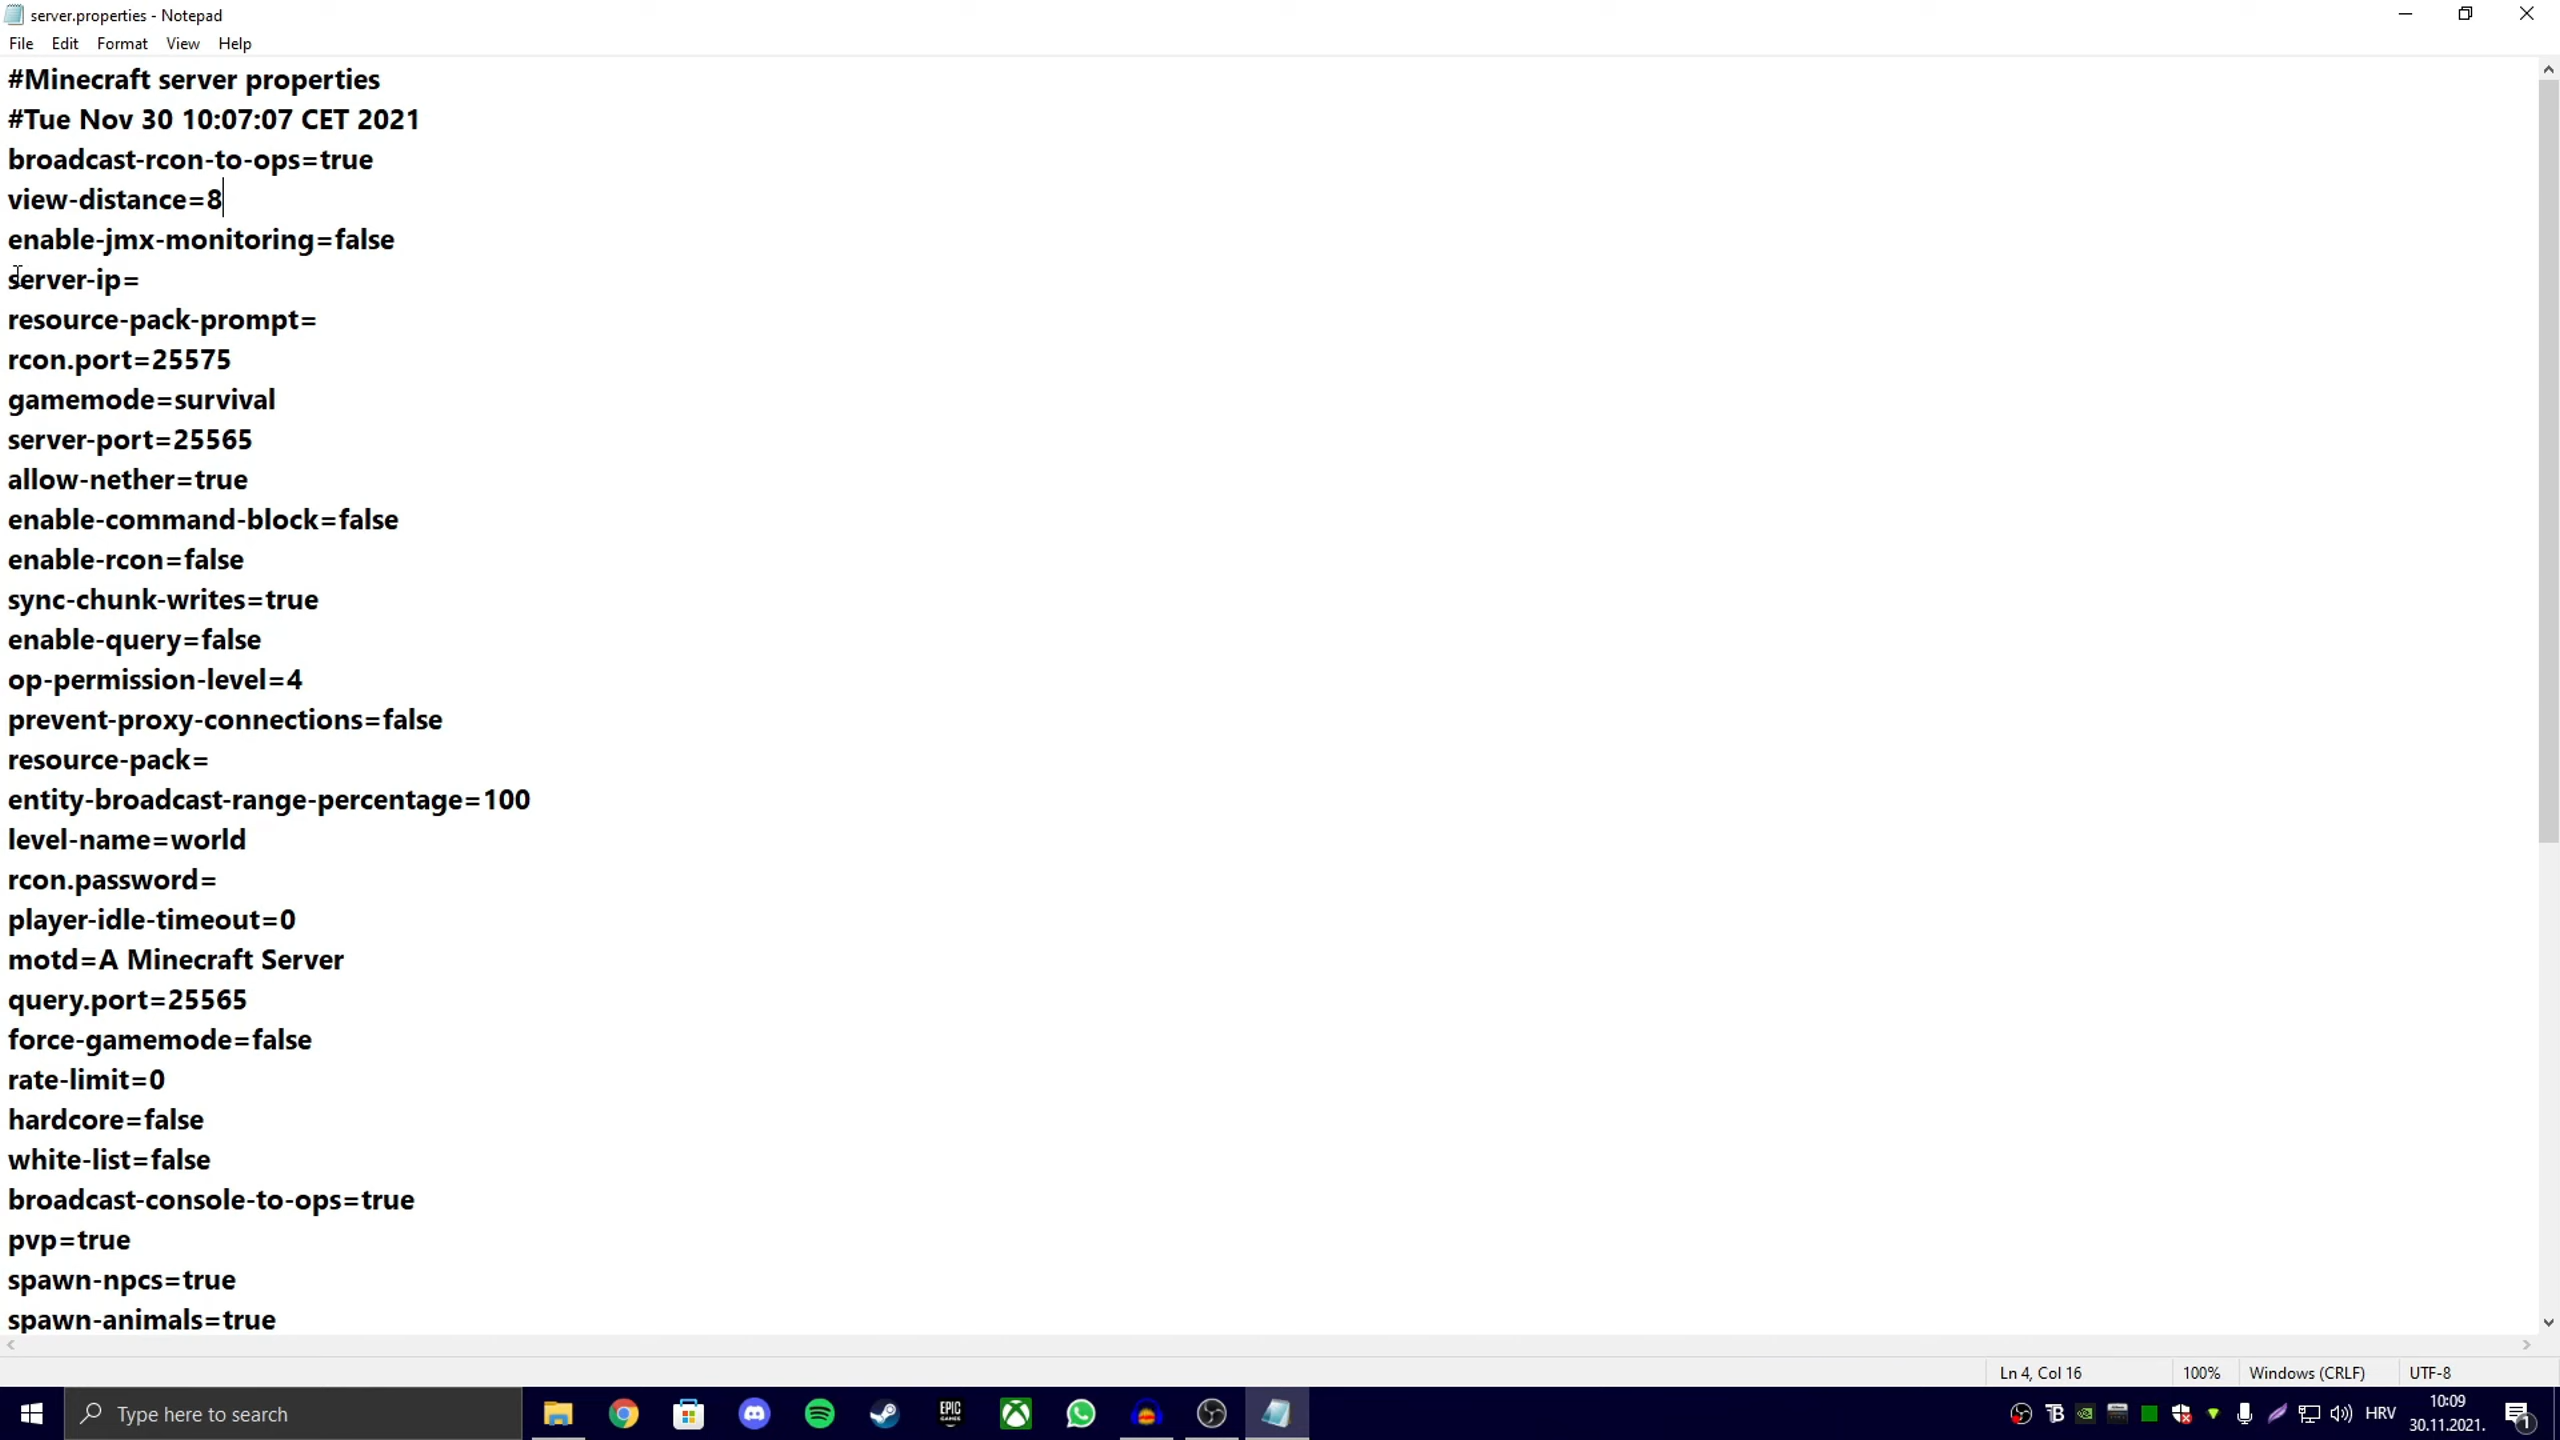 server.properties - Notepad
File Edit Format View Help
#Minecraft server properties
#Tue Nov 30 10:07:07 CET 2021
broadcast-rcon-to-ops=true
view-distance=8
enable-jmx-monitoring=false
server-ip=
resource-pack-prompt=
rcon.port=25575
gamemode=survival
server-port=25565
allow-nether=true
enable-command-block=false
enable-rcon=false
sync-chunk-writes=true
enable-query=false
op-permission-level=4
prevent-proxy-connections=false
resource-pack=
entity-broadcast-range-percentage=100
level-name=world
rcon.password=
player-idle-timeout=0
motd=A Minecraft Server
query.port=25565
force-gamemode=false
rate-limit=0
hardcore=false
white-list=false
broadcast-console-to-ops=true
pvp=true
spawn-npcs=true
spawn-animals=true
Ln 4, Col 16 100% Windows (CRLF) UTF-8
Type here to search
EPIC GAMES
HRV
10:09
30.11.2021.
1